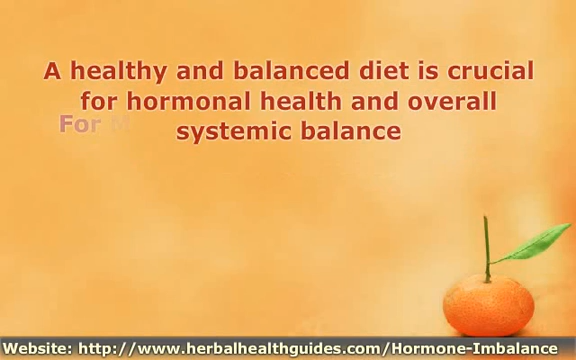 A healthy and balanced diet is crucial
for hormonal health and overall
systemic balance
For M
Website: http://www.herbalhealthguides.com/Hormone-Imbalance